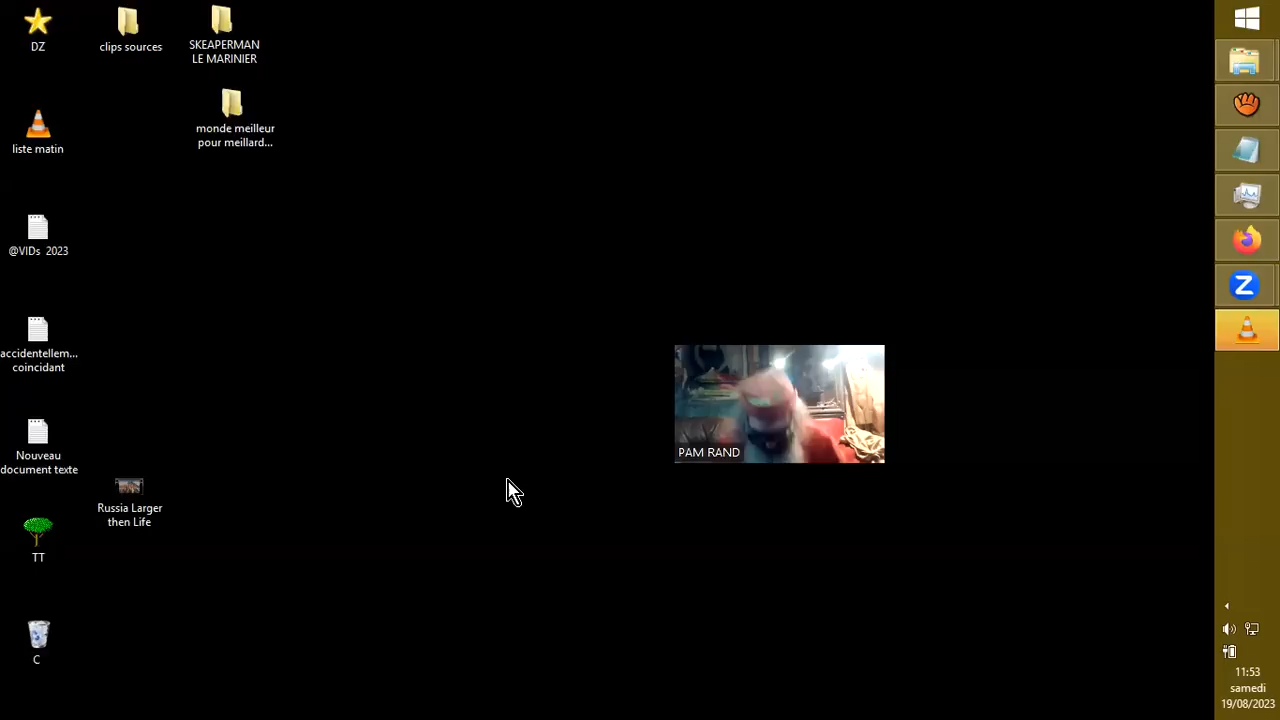 DZ
clips sources
SKEAPERMAN
LE MARINIER
monde meilleur
pour meillard...
liste matin
@VIDs 2023
accidentellem...
coincidant
Nouveau
document texte
Russia Larger
then Life
TT
C
PAM RAND
Z
11:53
samedi
19/08/2023